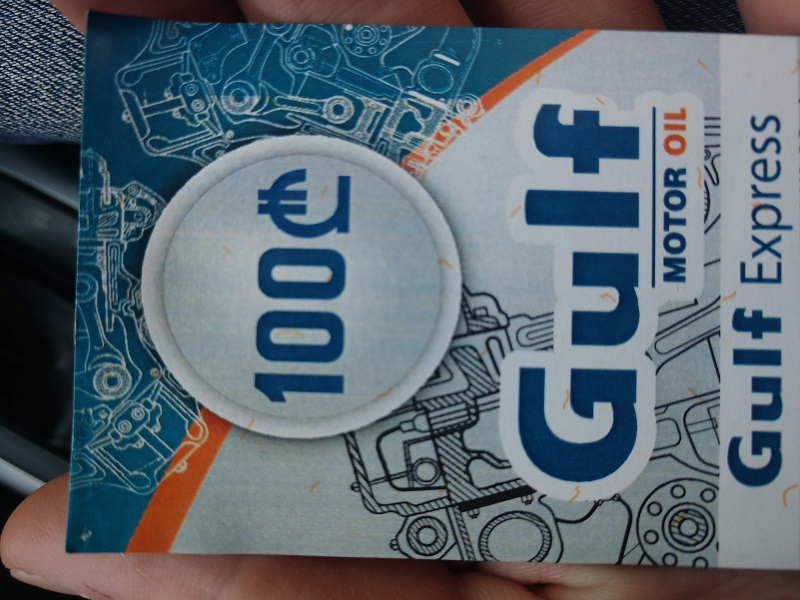 100₾
Gulf
MOTOR OIL
Gulf Express